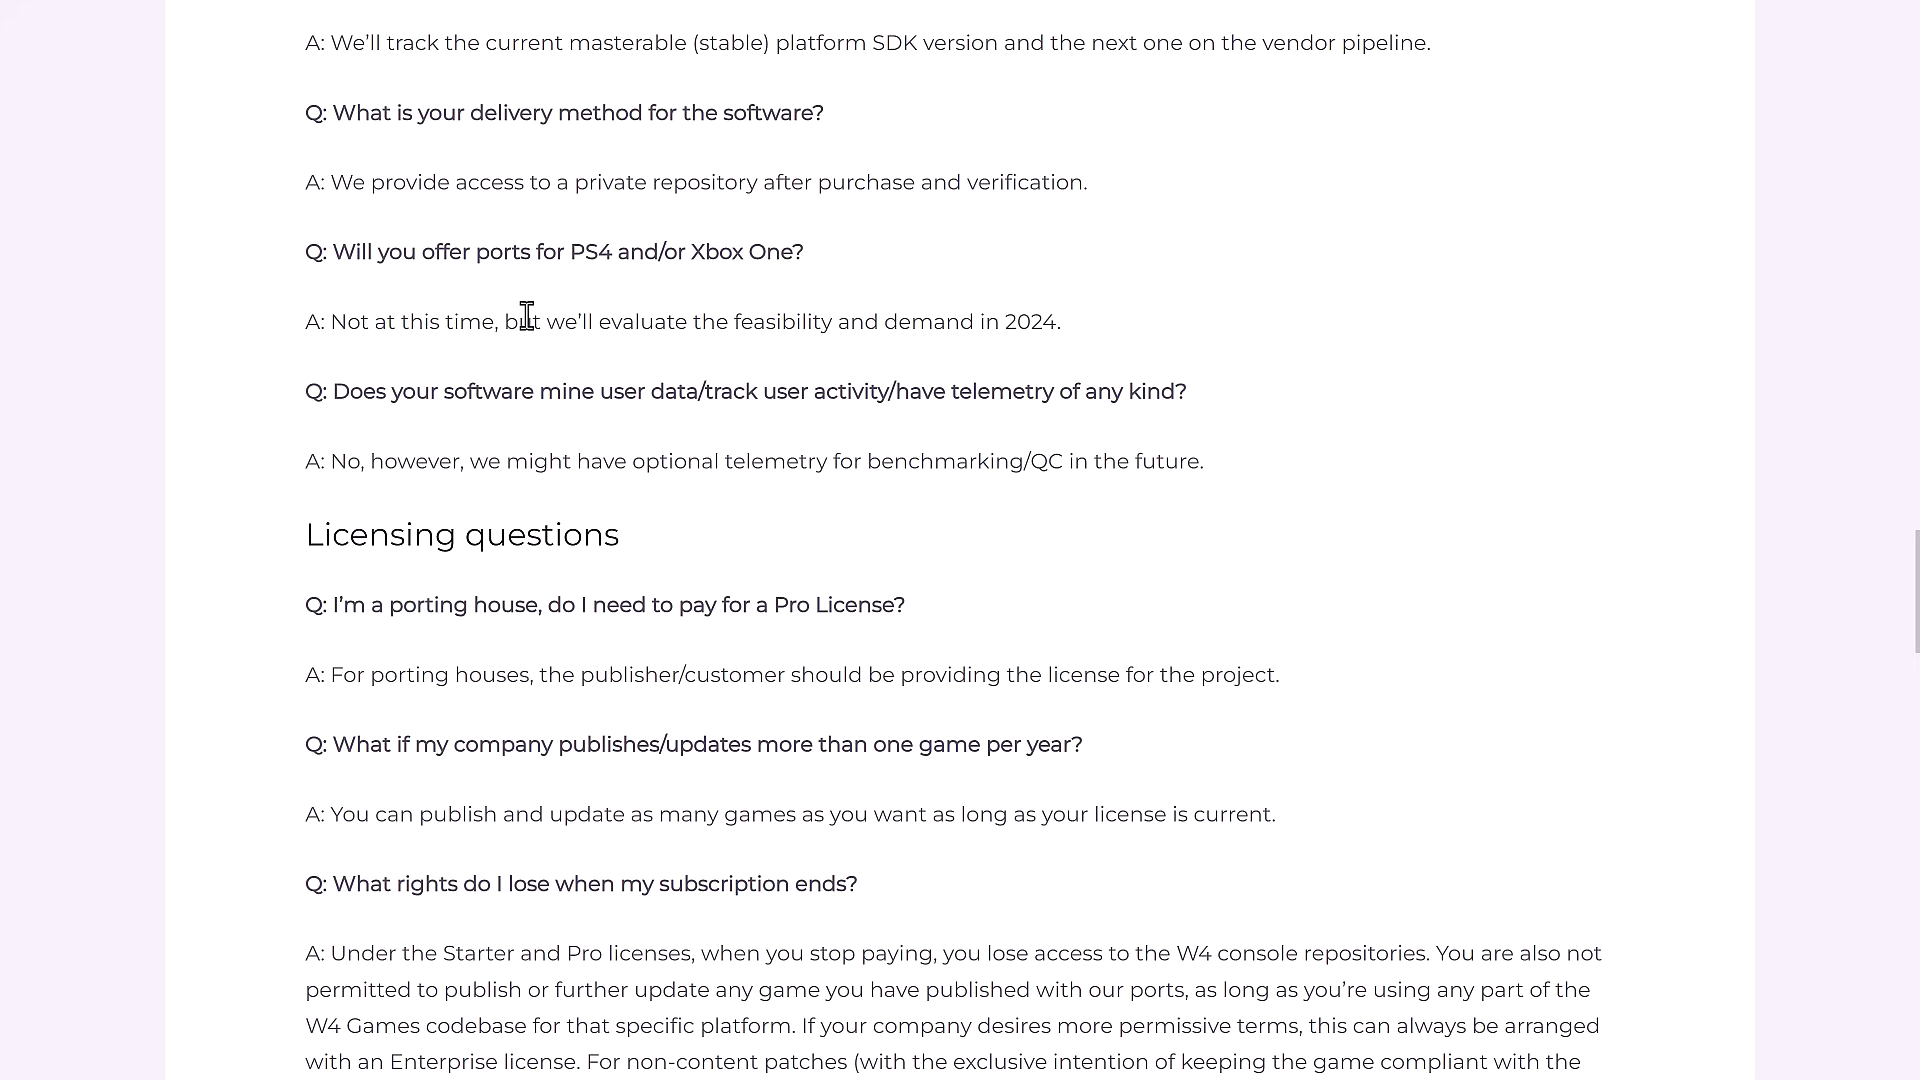 A: We’ll track the current masterable (stable) platform SDK version and the next one on the vendor pipeline.
Q: What is your delivery method for the software?
A: We provide access to a private repository after purchase and verification.
Q: Will you offer ports for PS4 and/or Xbox One?
A: Not at this time, but we’ll evaluate the feasibility and demand in 2024.
Q: Does your software mine user data/track user activity/have telemetry of any kind?
A: No, however, we might have optional telemetry for benchmarking/QC in the future.
Licensing questions
Q: I’m a porting house, do I need to pay for a Pro License?
A: For porting houses, the publisher/customer should be providing the license for the project.
Q: What if my company publishes/updates more than one game per year?
A: You can publish and update as many games as you want as long as your license is current.
Q: What rights do I lose when my subscription ends?
A: Under the Starter and Pro licenses, when you stop paying, you lose access to the W4 console repositories. You are also not
permitted to publish or further update any game you have published with our ports, as long as you’re using any part of the
W4 Games codebase for that specific platform. If your company desires more permissive terms, this can always be arranged
with an Enterprise license. For non-content patches (with the exclusive intention of keeping the game compliant with the